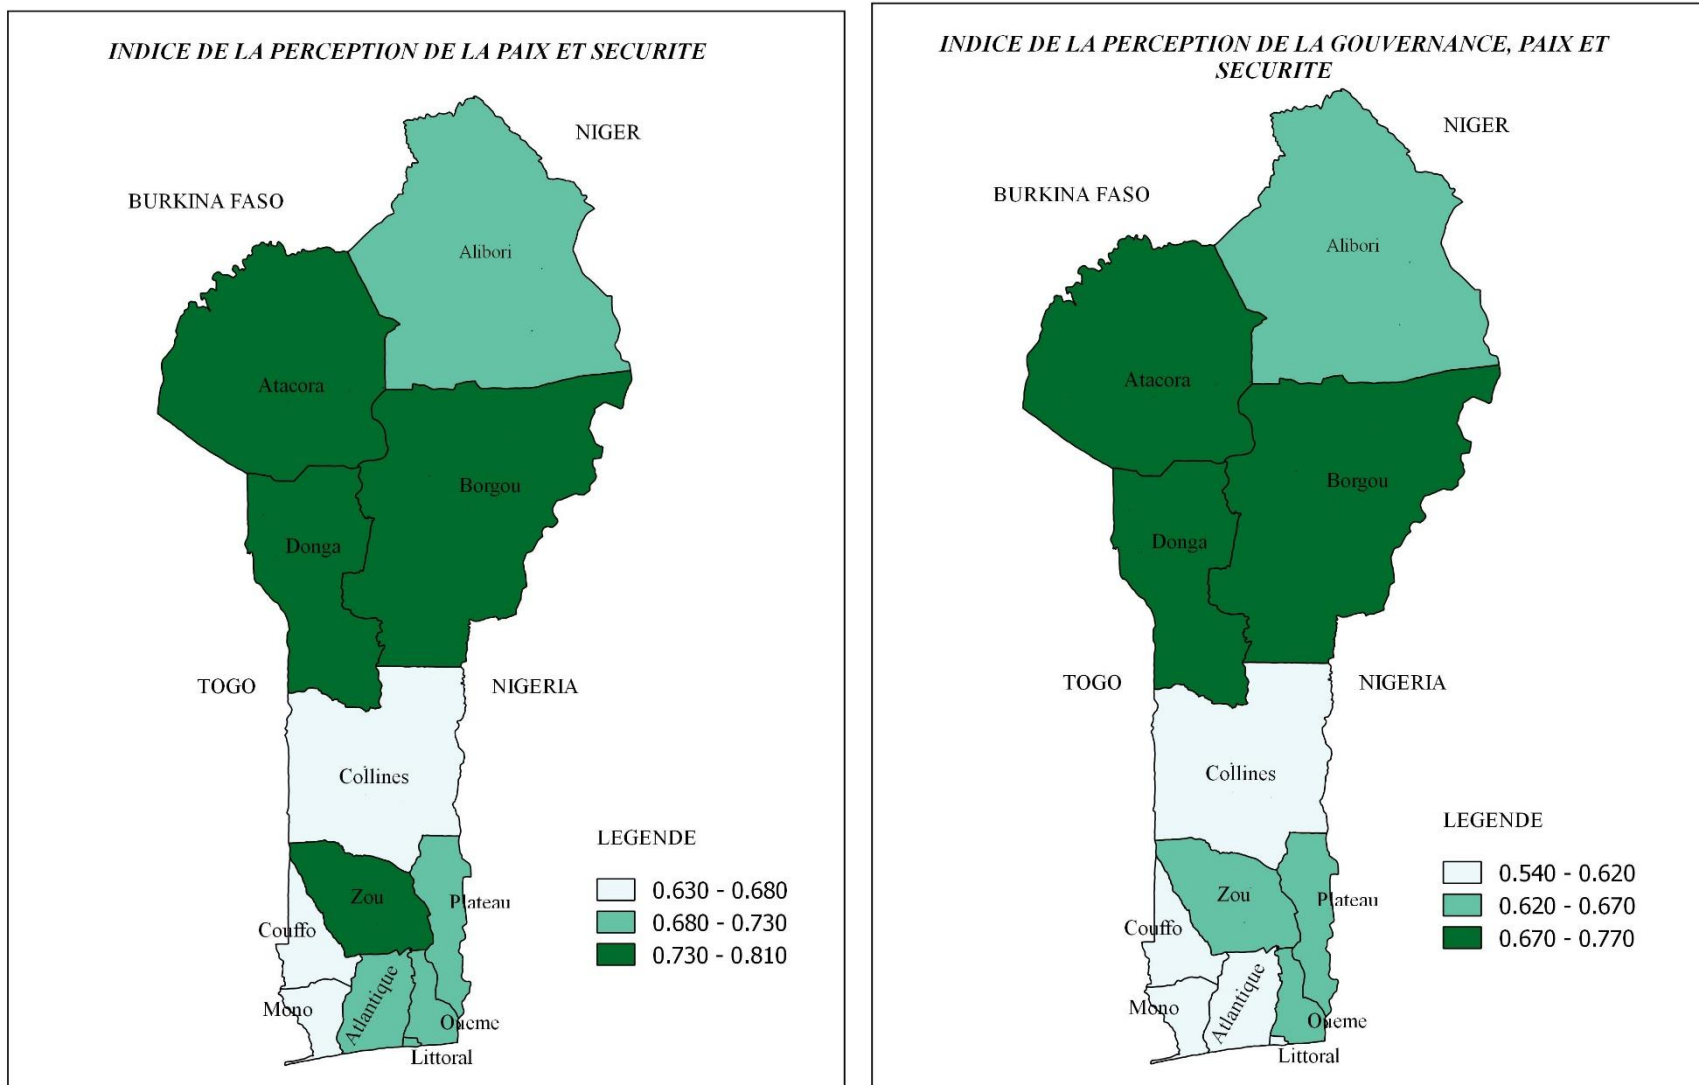 INDICE DE LA PERCEPTION DE LA PAIX ET SECURITE
NIGER
BURKINA FASO
Alibori
Atacora
Borgou
Donga
TOGO
NIGERIA
Collines
LEGENDE
0.630 - 0.680
0.680 - 0.730
0.730 - 0.810
Zou
Plateau
Couffo
Mono
Atlantique
Oueme
Littoral
INDICE DE LA PERCEPTION DE LA GOUVERNANCE, PAIX ET
SECURITE
NIGER
BURKINA FASO
Alibori
Atacora
Borgou
Donga
TOGO
NIGERIA
Collines
LEGENDE
0.540 - 0.620
0.620 - 0.670
0.670 - 0.770
Zou
Plateau
Couffo
Mono
Atlantique
Oueme
Littoral